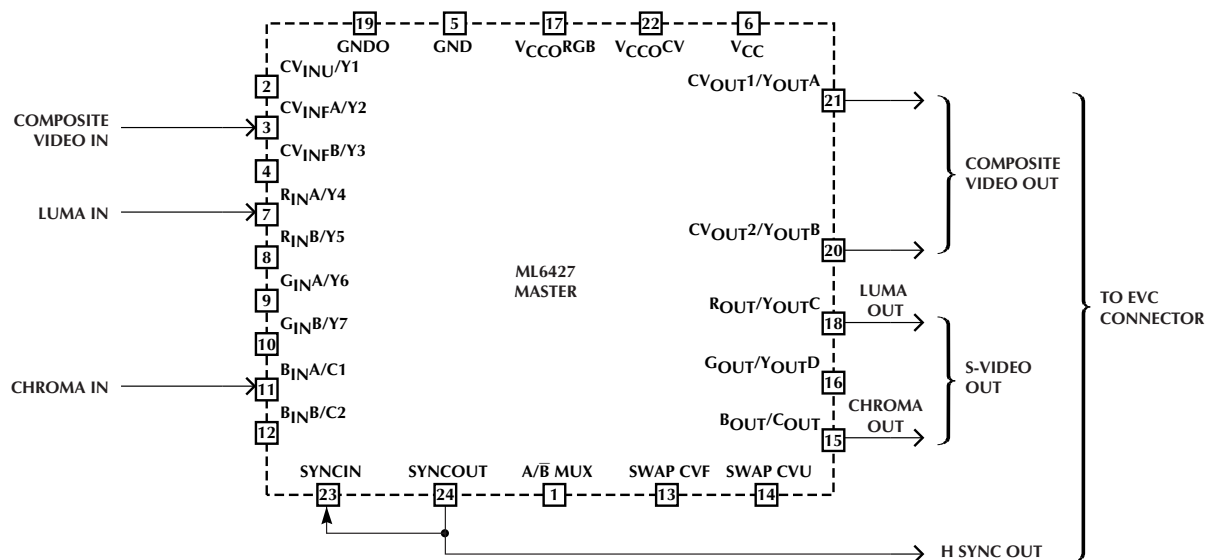 19 5 17 22 6
GNDO GND VCCORGB VCCOCV VCC
CVINU/Y1
2
CVOUT1/YOUTA
21
CVINFA/Y2
3
COMPOSITE
VIDEO IN
CVINFB/Y3
4
COMPOSITE
VIDEO OUT
RINA/Y4
7
LUMA IN
RINB/Y5
8
CVOUT2/YOUTB
20
GINA/Y6
9
ML6427
MASTER
GINB/Y7
10
ROUT/YOUTC
18
LUMA
OUT
TO EVC
CONNECTOR
BINA/C1
11
CHROMA IN
GOUT/YOUTD
16
S-VIDEO
OUT
BINB/C2
12
BOUT/COUT
15
CHROMA
OUT
SYNCIN SYNCOUT A/B̅ MUX SWAP CVF SWAP CVU
23 24 1 13 14
H SYNC OUT